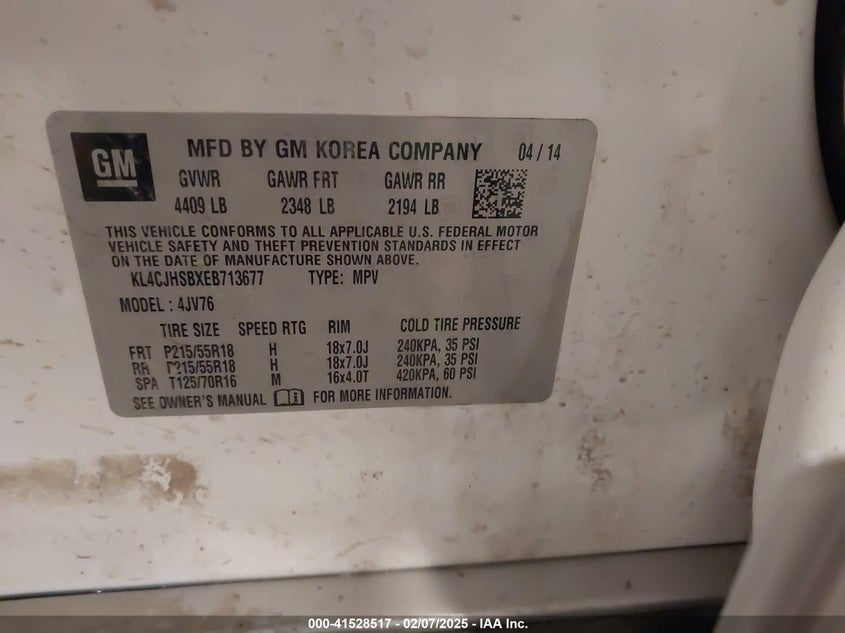 GM
MFD BY GM KOREA COMPANY 04 / 14
GVWR GAWR FRT GAWR RR
4409 LB 2348 LB 2194 LB
THIS VEHICLE CONFORMS TO ALL APPLICABLE U.S. FEDERAL MOTOR
VEHICLE SAFETY AND THEFT PREVENTION STANDARDS IN EFFECT
ON THE DATE OF MANUFACTURE SHOWN ABOVE.
KL4CJHSBXEB713677 TYPE: MPV
MODEL : 4JV76
TIRE SIZE SPEED RTG RIM COLD TIRE PRESSURE
FRT P215/55R18 H 18x7.0J 240KPA, 35 PSI
RR P215/55R18 H 18x7.0J 240KPA, 35 PSI
SPA T125/70R16 M 16x4.0T 420KPA, 60 PSI
SEE OWNER'S MANUAL FOR MORE INFORMATION.
000-41528517 - 02/07/2025 - IAA Inc.